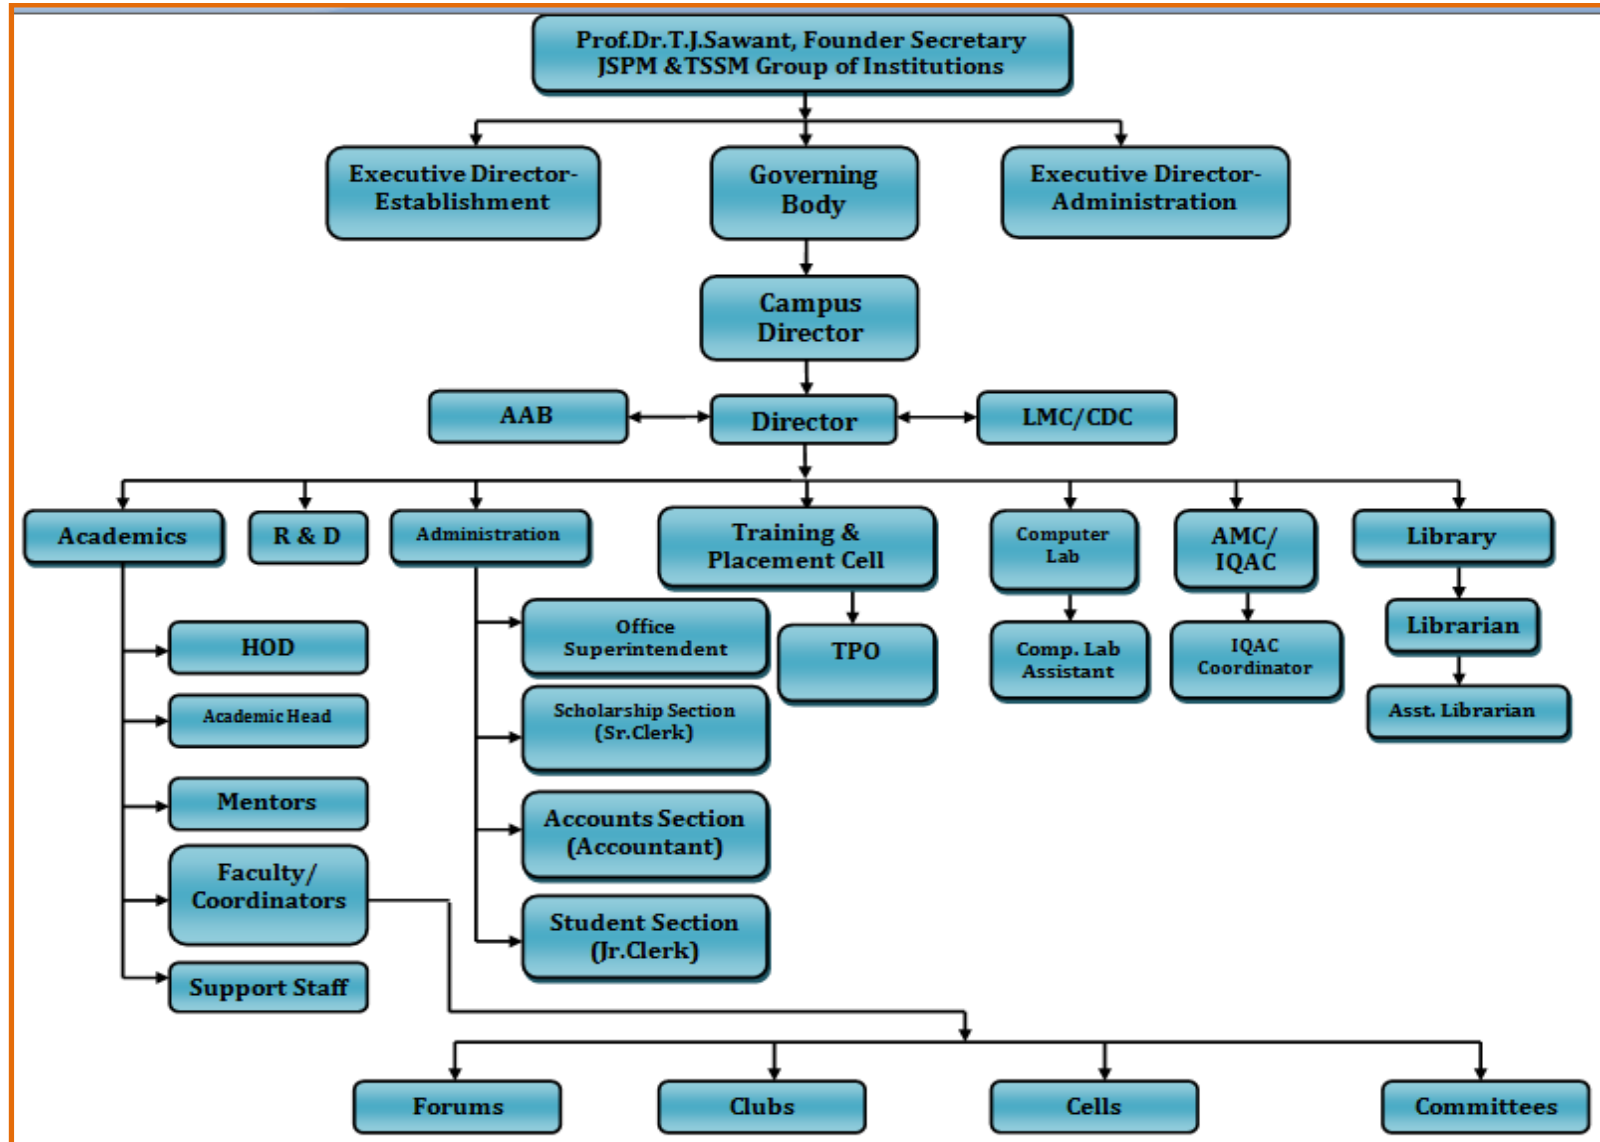 Prof.Dr.T.J.Sawant, Founder Secretary
JSPM &TSSM Group of Institutions
Executive Director-
Establishment
Governing
Body
Executive Director-
Administration
Campus
Director
AAB
Director
LMC/CDC
Academics
R & D
Administration
Training &
Placement Cell
Computer
Lab
AMC/
IQAC
Library
HOD
Academic Head
Mentors
Faculty/
Coordinators
Support Staff
Office
Superintendent
Scholarship Section
(Sr.Clerk)
Accounts Section
(Accountant)
Student Section
(Jr.Clerk)
TPO
Comp. Lab
Assistant
IQAC
Coordinator
Librarian
Asst. Librarian
Forums
Clubs
Cells
Committees